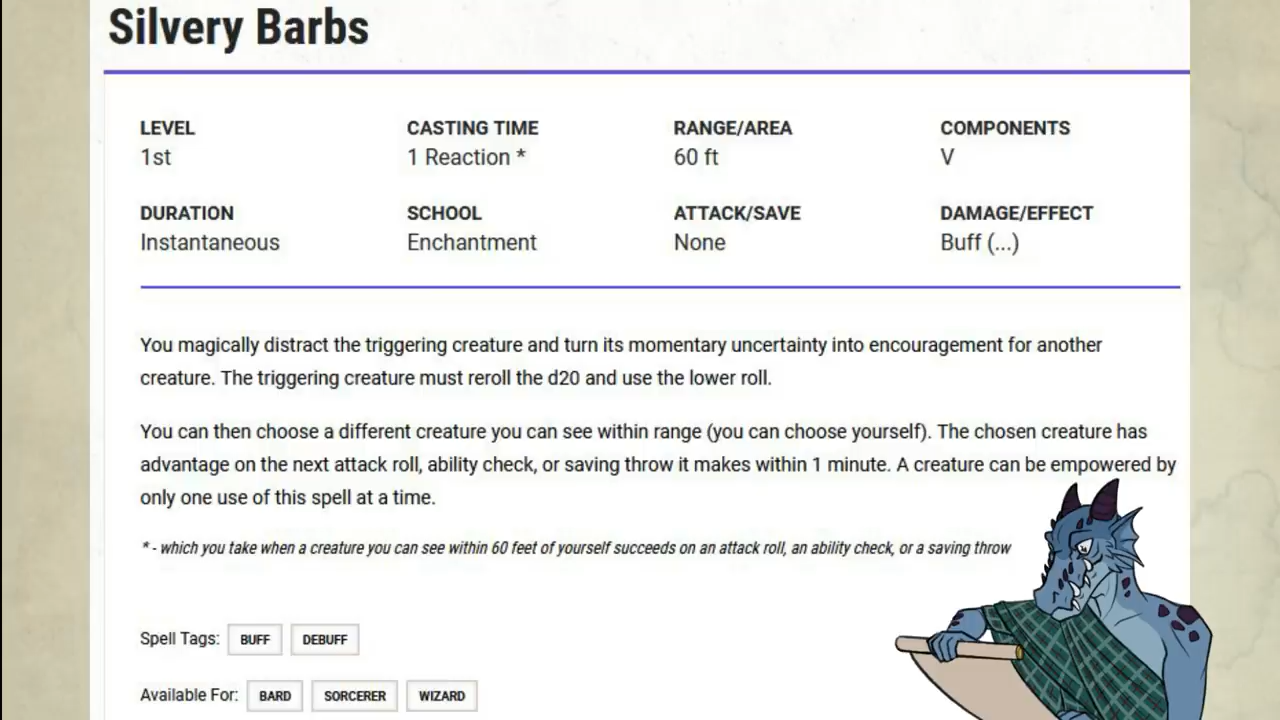 Silvery Barbs
LEVEL CASTING TIME RANGE/AREA COMPONENTS
1st 1 Reaction * 60 ft V
DURATION SCHOOL ATTACK/SAVE DAMAGE/EFFECT
Instantaneous Enchantment None Buff (...)
You magically distract the triggering creature and turn its momentary uncertainty into encouragement for another
creature. The triggering creature must reroll the d20 and use the lower roll.
You can then choose a different creature you can see within range (you can choose yourself). The chosen creature has
advantage on the next attack roll, ability check, or saving throw it makes within 1 minute. A creature can be empowered by
only one use of this spell at a time.
* - which you take when a creature you can see within 60 feet of yourself succeeds on an attack roll, an ability check, or a saving throw
Spell Tags: BUFF DEBUFF
Available For: BARD SORCERER WIZARD